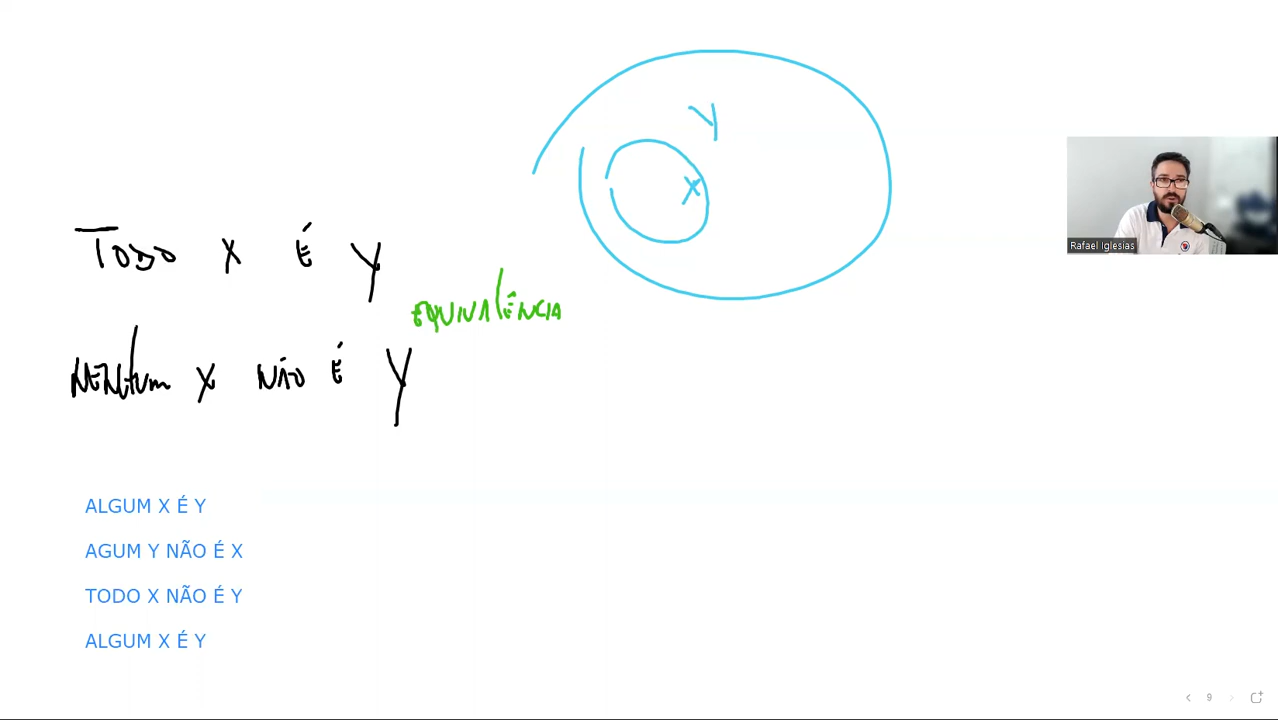 Y
X
TODO X É Y
EQUIVALÊNCIA
NENHUM X NÃO É Y
ALGUM X É Y
AGUM Y NÃO É X
TODO X NÃO É Y
ALGUM X É Y
Rafael Iglesias
9